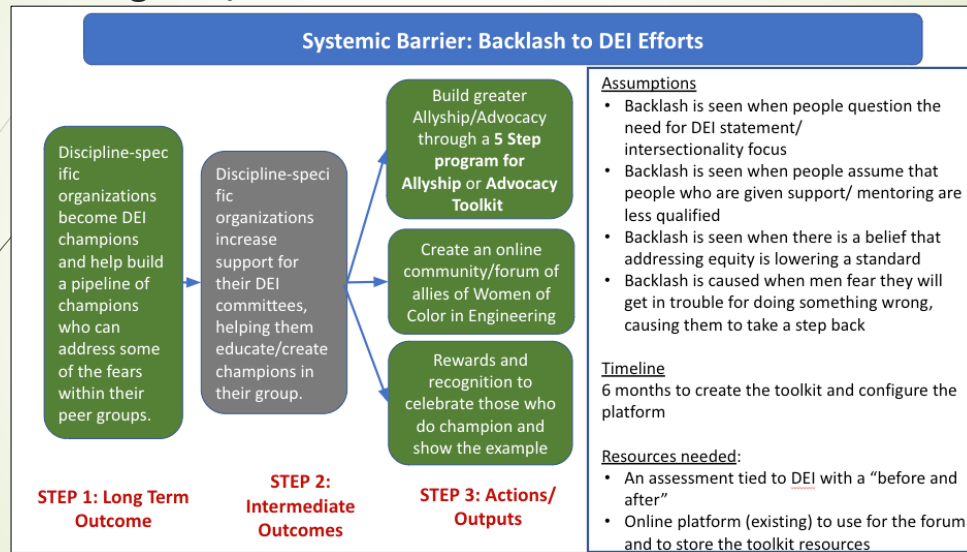 Systemic Barrier: Backlash to DEI Efforts
Discipline-spec
ific
organizations
become DEI
champions
and help build
a pipeline of
champions
who can
address some
of the fears
within their
peer groups.
STEP 1: Long Term
Outcome
Discipline-speci
fic
organizations
increase
support for
their DEI
committees,
helping them
educate/create
champions in
their group.
STEP 2:
Intermediate
Outcomes
Build greater
Allyship/Advocacy
through a 5 Step
program for
Allyship or Advocacy
Toolkit
Create an online
community/forum of
allies of Women of
Color in Engineering
Rewards and
recognition to
celebrate those who
do champion and
show the example
STEP 3: Actions/
Outputs
Assumptions
• Backlash is seen when people question the
need for DEI statement/
intersectionality focus
• Backlash is seen when people assume that
people who are given support/ mentoring are
less qualified
• Backlash is seen when there is a belief that
addressing equity is lowering a standard
• Backlash is caused when men fear they will
get in trouble for doing something wrong,
causing them to take a step back
Timeline
6 months to create the toolkit and configure the
platform
Resources needed:
• An assessment tied to DEI with a “before and
after”
• Online platform (existing) to use for the forum
and to store the toolkit resources